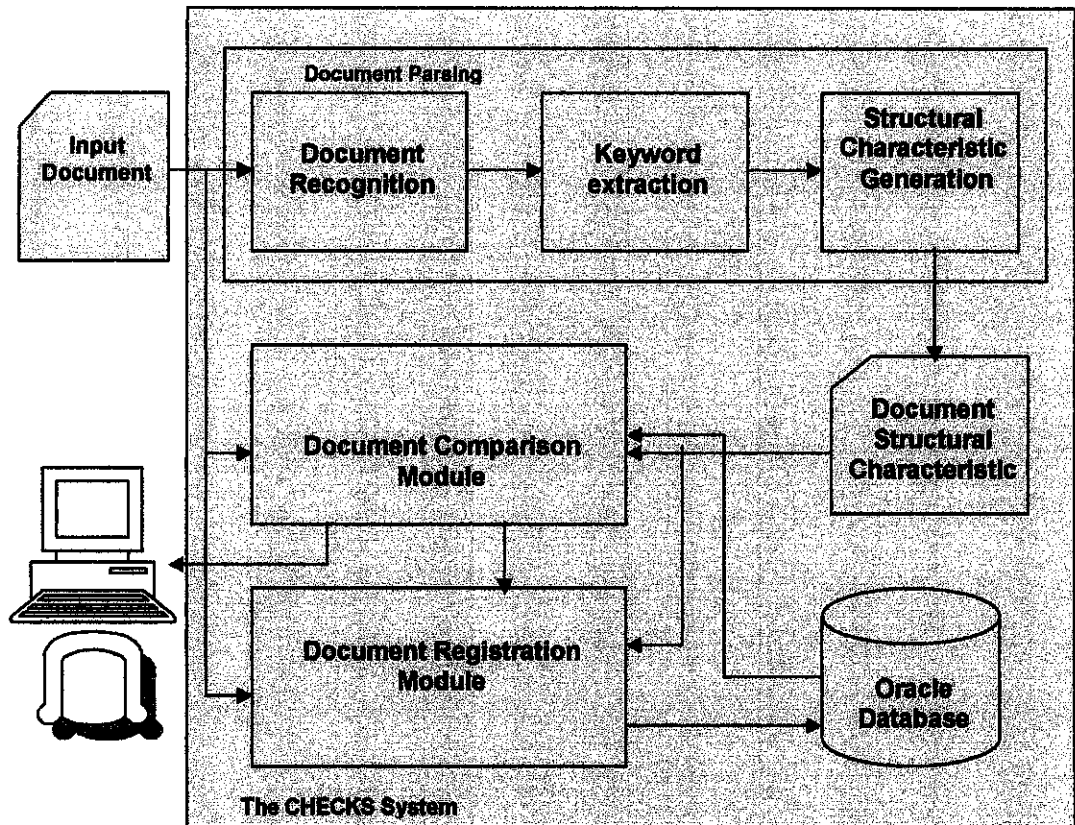 Document Parsing
Input
Document
Document
Recognition
Keyword
extraction
Structural
Characteristic
Generation
Document Comparison
Module
Document
Structural
Characteristic
Document Registration
Module
Oracle
Database
The CHECKS System